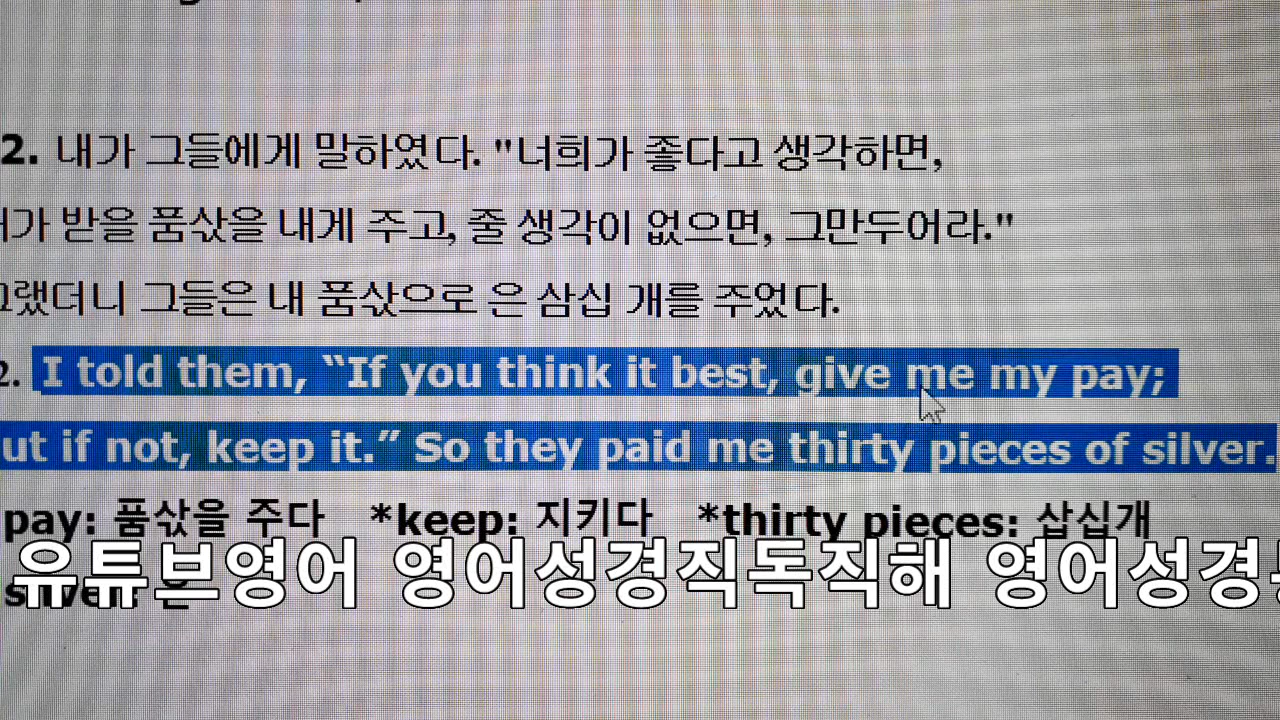 2. 내가 그들에게 말하였다. "너희가 좋다고 생각하면,
가 받을 품삯을 내게 주고, 줄 생각이 없으면, 그만두어라."
그랬더니 그들은 내 품삯으로 은 삼십 개를 주었다.
2. I told them, “If you think it best, give me my pay;
ut if not, keep it.” So they paid me thirty pieces of silver.
pay: 품삯을 주다 *keep: 지키다 *thirty pieces: 삼십개
silver: 은
유튜브영어 영어성경직독직해 영어성경